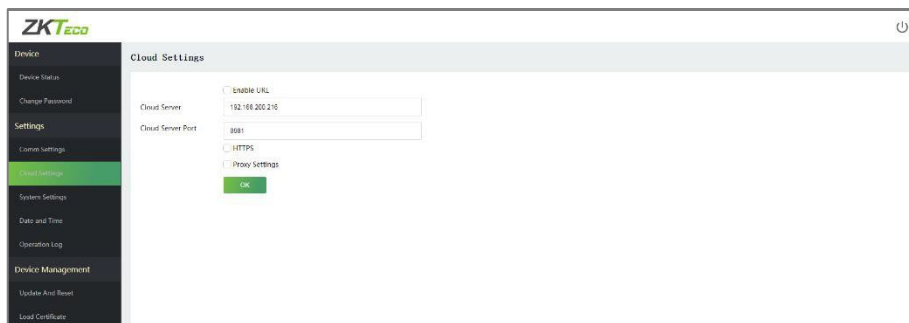 ZKTeco
Device
Cloud Settings
Device Status
Enable URL
Change Password
Cloud Server
192.168.200.216
Settings
Cloud Server Port
8081
Comm Settings
HTTPS
Cloud Settings
Proxy Settings
OK
System Settings
Date and Time
Operation Log
Device Management
Update And Reset
Load Certificate